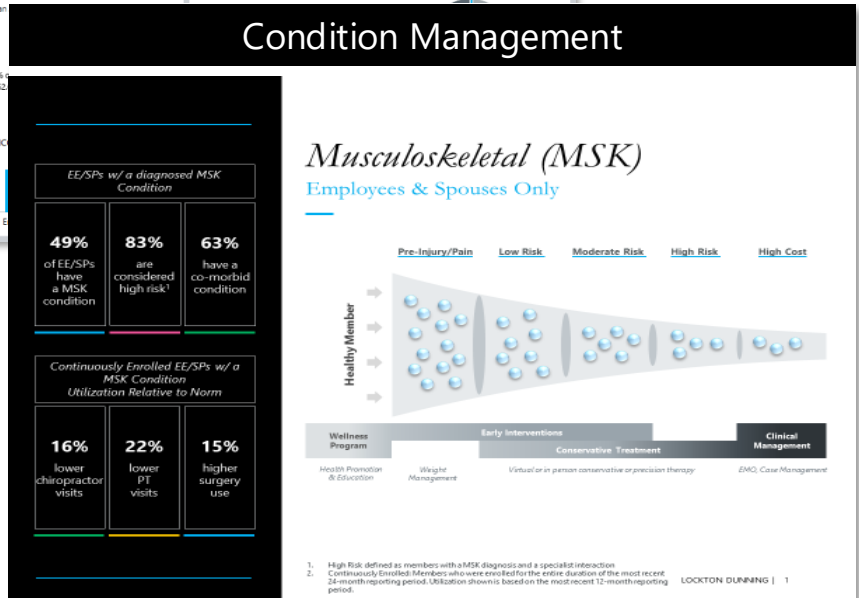 Condition Management
EE/SPs w/ a diagnosed MSK
Condition
49%
of EE/SPs
have
a MSK
condition
83%
are
considered
high risk¹
63%
have a
co-morbid
condition
Continuously Enrolled EE/SPs w/ a
MSK Condition
Utilization Relative to Norm
16%
lower
chiropractor
visits
22%
lower
PT
visits
15%
higher
surgery
use
Musculoskeletal (MSK)
Employees & Spouses Only
Pre-Injury/Pain
Low Risk
Moderate Risk
High Risk
High Cost
Healthy Member
Wellness
Program
Early Interventions
Conservative Treatment
Clinical
Management
Health Promotion
& Education
Weight
Management
Virtual or in person conservative or precision therapy
EMO, Case Management
1. High Risk defined as members with a MSK diagnosis and a specialist interaction
2. Continuously Enrolled: Members who were enrolled for the entire duration of the most recent
24-month reporting period. Utilization shown is based on the most recent 12-month reporting
period.
LOCKTON DUNNING | 1